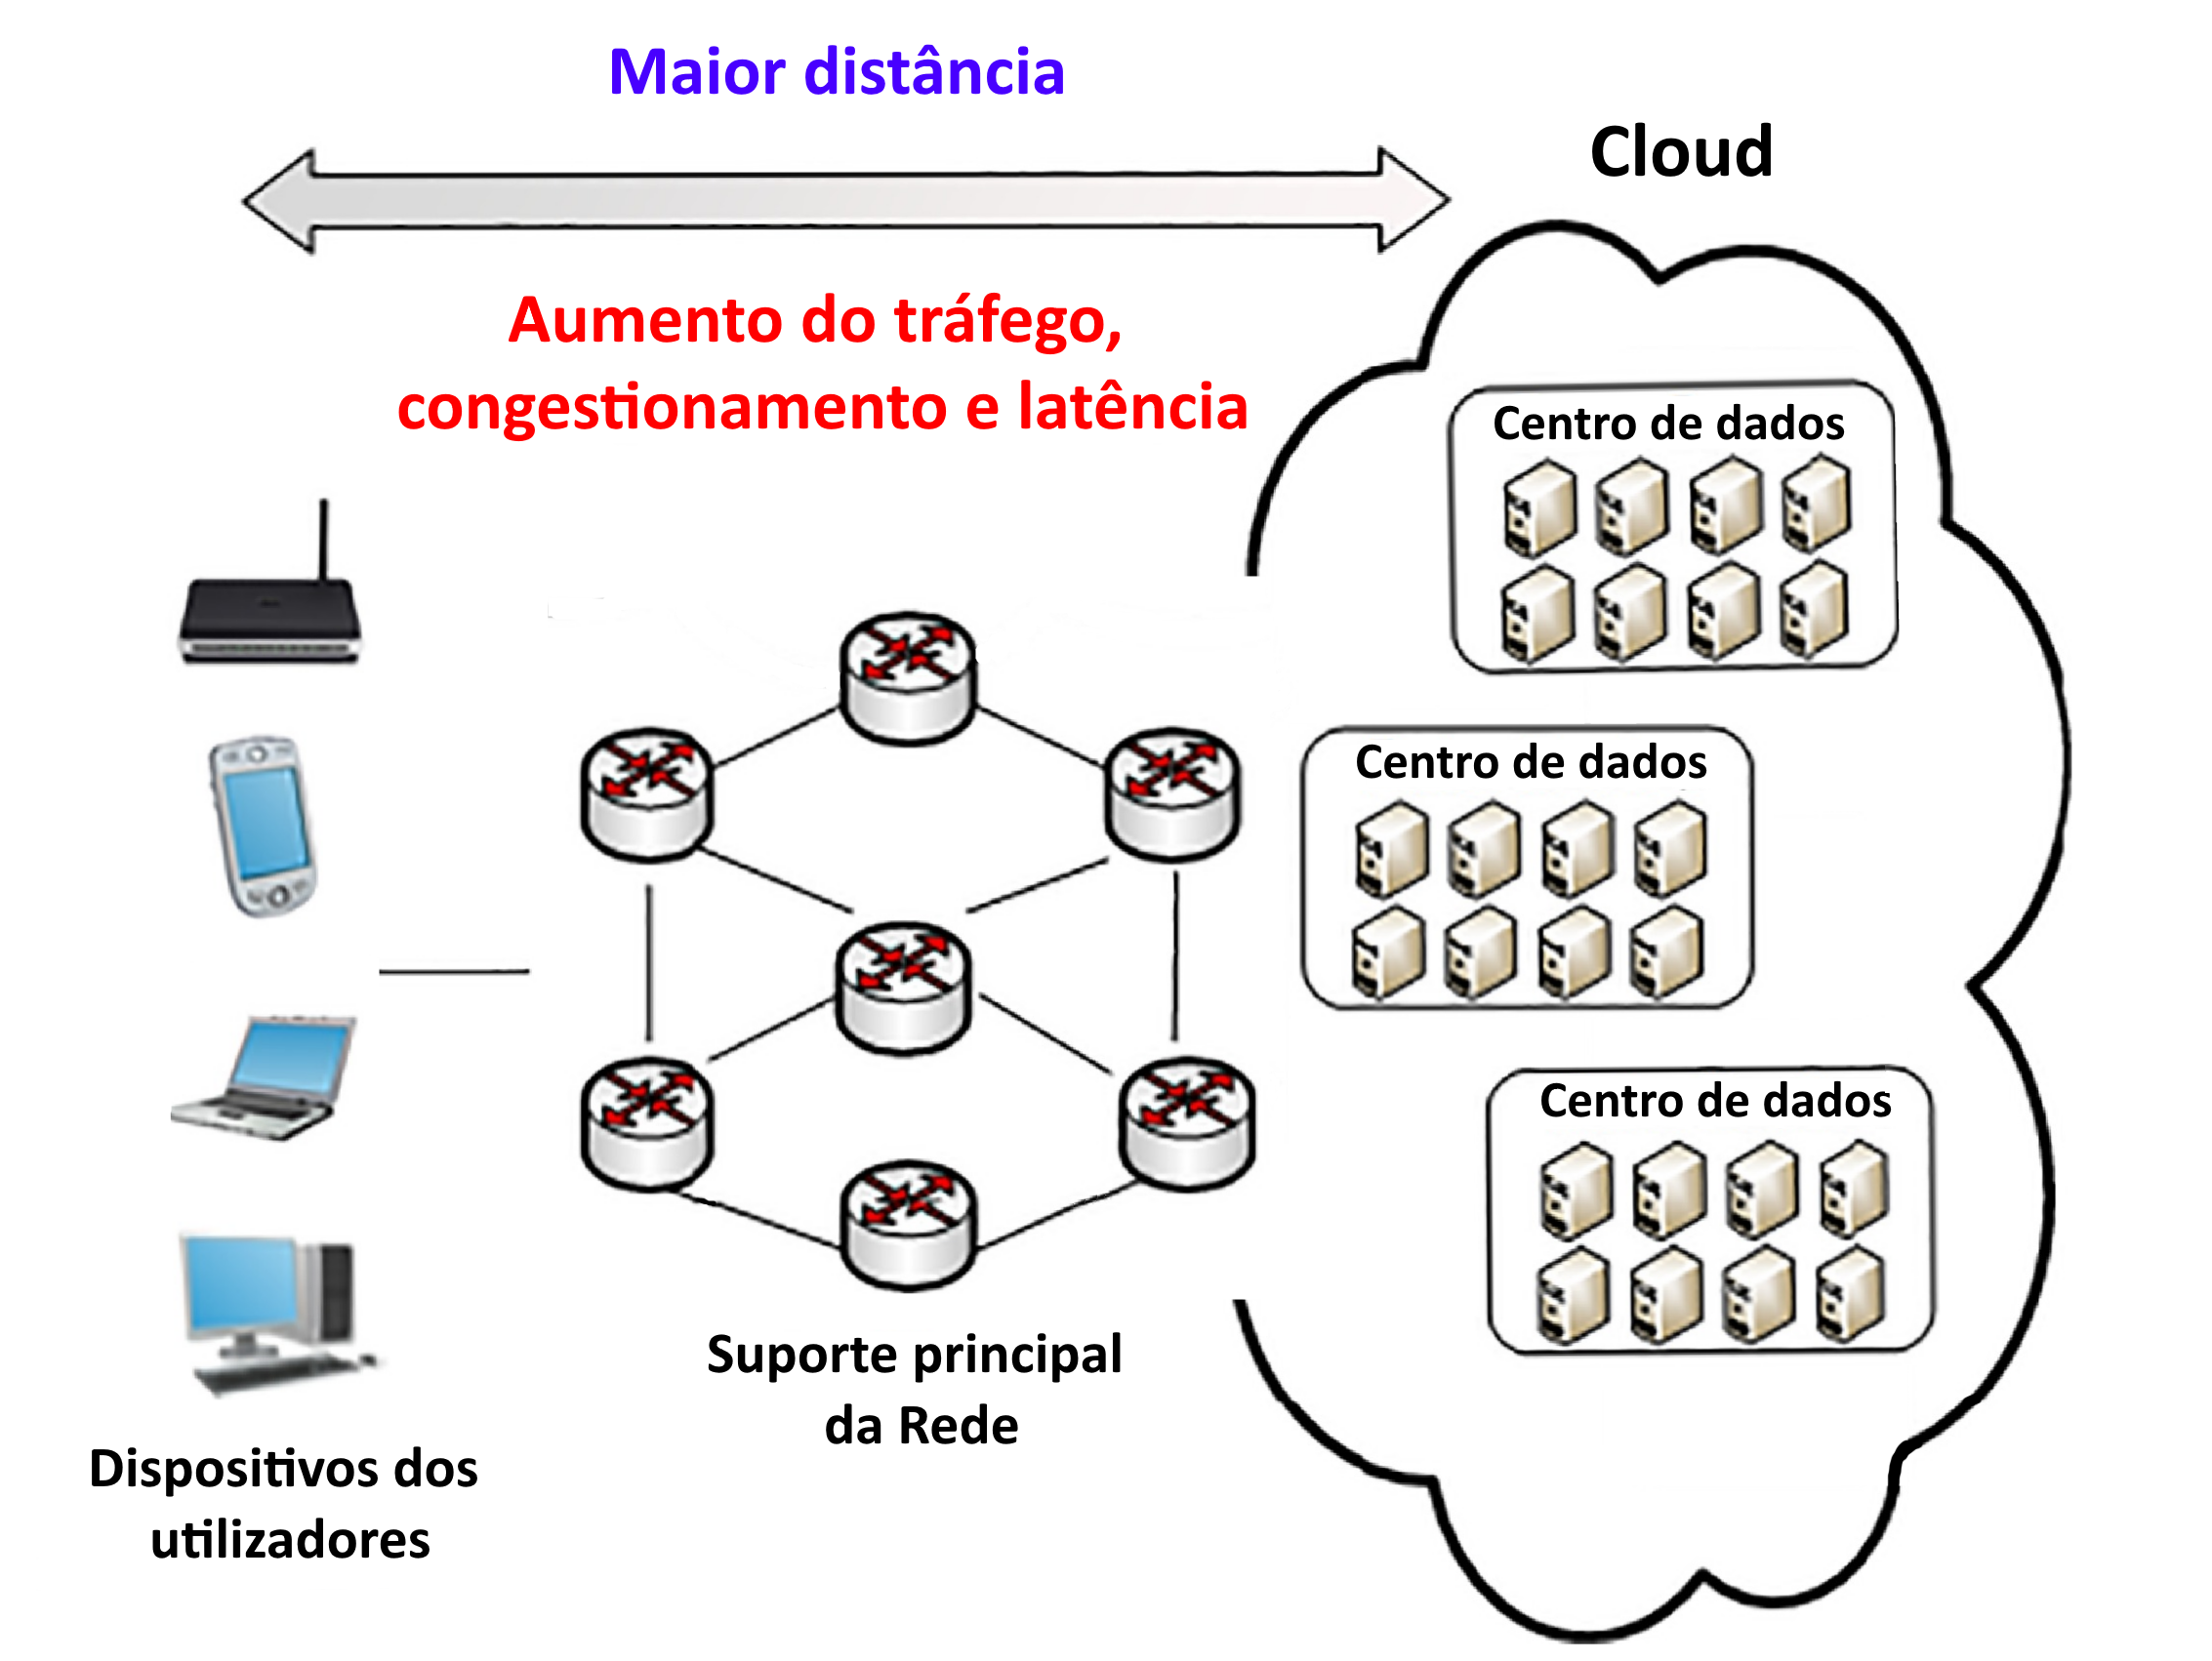 Maior distância
Cloud
Aumento do tráfego,
congestionamento e latência
Centro de dados
Centro de dados
Centro de dados
Suporte principal
da Rede
Dispositivos dos
utilizadores